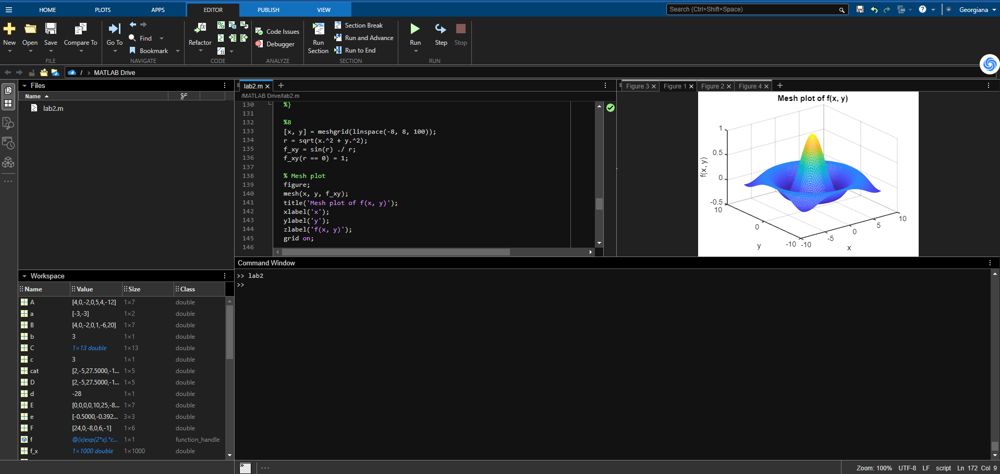 HOME PLOTS APPS EDITOR PUBLISH VIEW Search (Ctrl+Shift+Space) Georgiana
New Open Save Compare To
FILE
Go To Find Bookmark
NAVIGATE
Refactor
CODE
Code Issues
Debugger
ANALYZE
Run Section
Section Break
Run and Advance
Run to End
SECTION
Run Step Stop
RUN
/ › MATLAB Drive
Files
Name
lab2.m
Workspace
Name Value Size Class
A [4,0,-2,0,5,4,-12] 1×7 double
a [-3,-3] 1×2 double
B [4,0,-2,0,1,-6,20] 1×7 double
b 3 1×1 double
C 1×13 double 1×13 double
c 3 1×1 double
cat [2,-5,27.5000,-1... 1×5 double
D [2,-5,27.5000,-1... 1×5 double
d -28 1×1 double
E [0,0,0,0,10,25,-8... 1×7 double
e [-0.5000,-0.392... 3×3 double
F [24,0,-8,0,6,-1] 1×6 double
f @(x)exp(2*x).*c... 1×1 function_handle
f_x 1×1000 double 1×1000 double
lab2.m
/MATLAB Drive/lab2.m
130 %}
131
132 %8
133 [x, y] = meshgrid(linspace(-8, 8, 100));
134 r = sqrt(x.^2 + y.^2);
135 f_xy = sin(r) ./ r;
136 f_xy(r == 0) = 1;
137
138 % Mesh plot
139 figure;
140 mesh(x, y, f_xy);
141 title('Mesh plot of f(x, y)');
142 xlabel('x');
143 ylabel('y');
144 zlabel('f(x, y)');
145 grid on;
146
Figure 3 Figure 1 Figure 2 Figure 4
Mesh plot of f(x, y)
f(x, y)
1
0.5
0
-0.5
10
0
-10
y
-10
-5
0
5
10
x
Command Window
>> lab2
>>
Zoom: 100% UTF-8 LF script Ln 172 Col 9